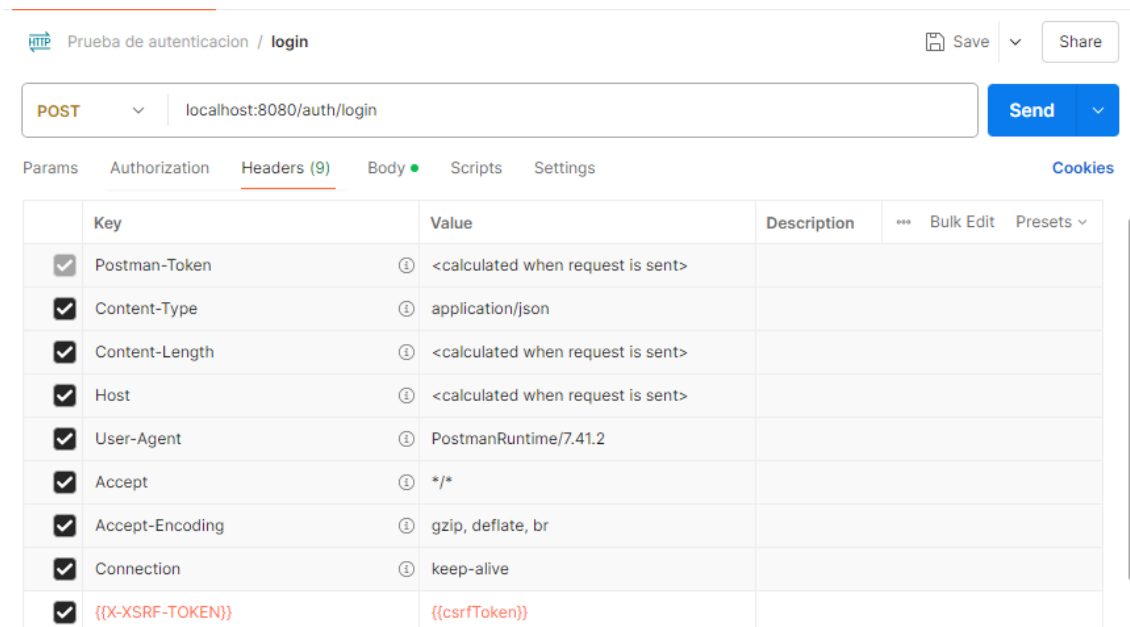 HTTP Prueba de autenticacion / login Save Share
POST localhost:8080/auth/login Send
Params Authorization Headers (9) Body Scripts Settings Cookies
Key Value Description Bulk Edit Presets
Postman-Token <calculated when request is sent>
Content-Type application/json
Content-Length <calculated when request is sent>
Host <calculated when request is sent>
User-Agent PostmanRuntime/7.41.2
Accept */*
Accept-Encoding gzip, deflate, br
Connection keep-alive
{{X-XSRF-TOKEN}} {{csrfToken}}